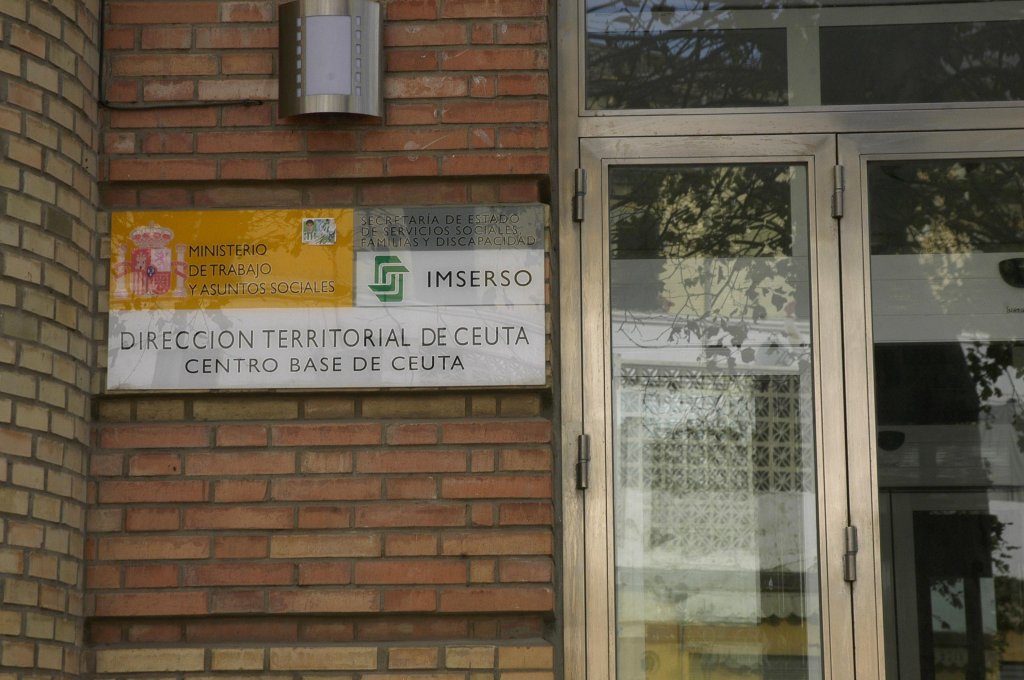 MINISTERIO
DE TRABAJO
Y ASUNTOS SOCIALES
SECRETARÍA DE ESTADO
DE SERVICIOS SOCIALES,
FAMILIAS Y DISCAPACIDAD
IMSERSO
DIRECCION TERRITORIAL DE CEUTA
CENTRO BASE DE CEUTA